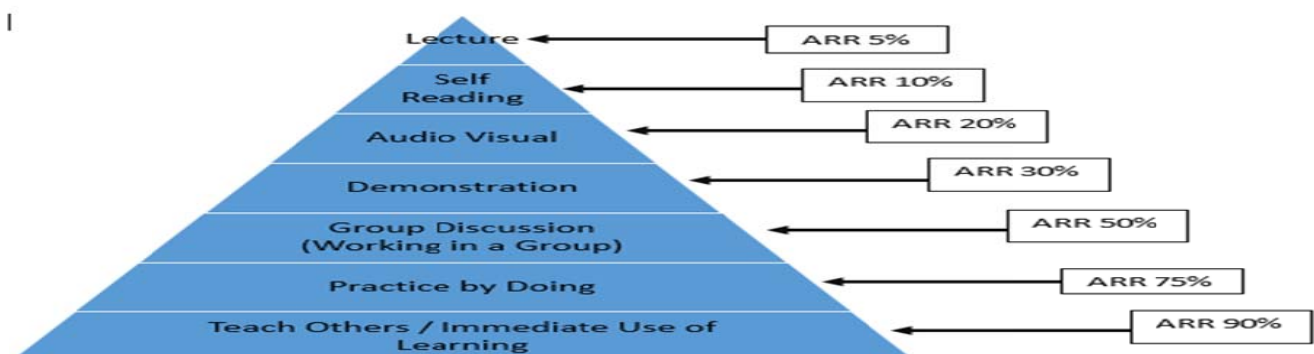 I
Lecture
ARR 5%
Self
Reading
ARR 10%
Audio Visual
ARR 20%
Demonstration
ARR 30%
Group Discussion
(Working in a Group)
ARR 50%
Practice by Doing
ARR 75%
Teach Others / Immediate Use of
Learning
ARR 90%